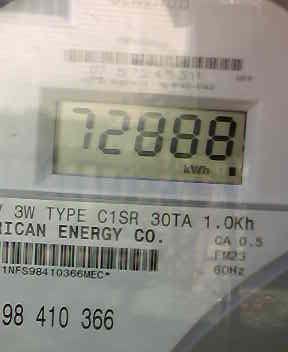 72888
kWh
V 3W TYPE C1SR 30TA 1.0Kh
RICAN ENERGY CO.
CA 0.5
FM23
60Hz
1NFS98410366MEC*
98 410 366